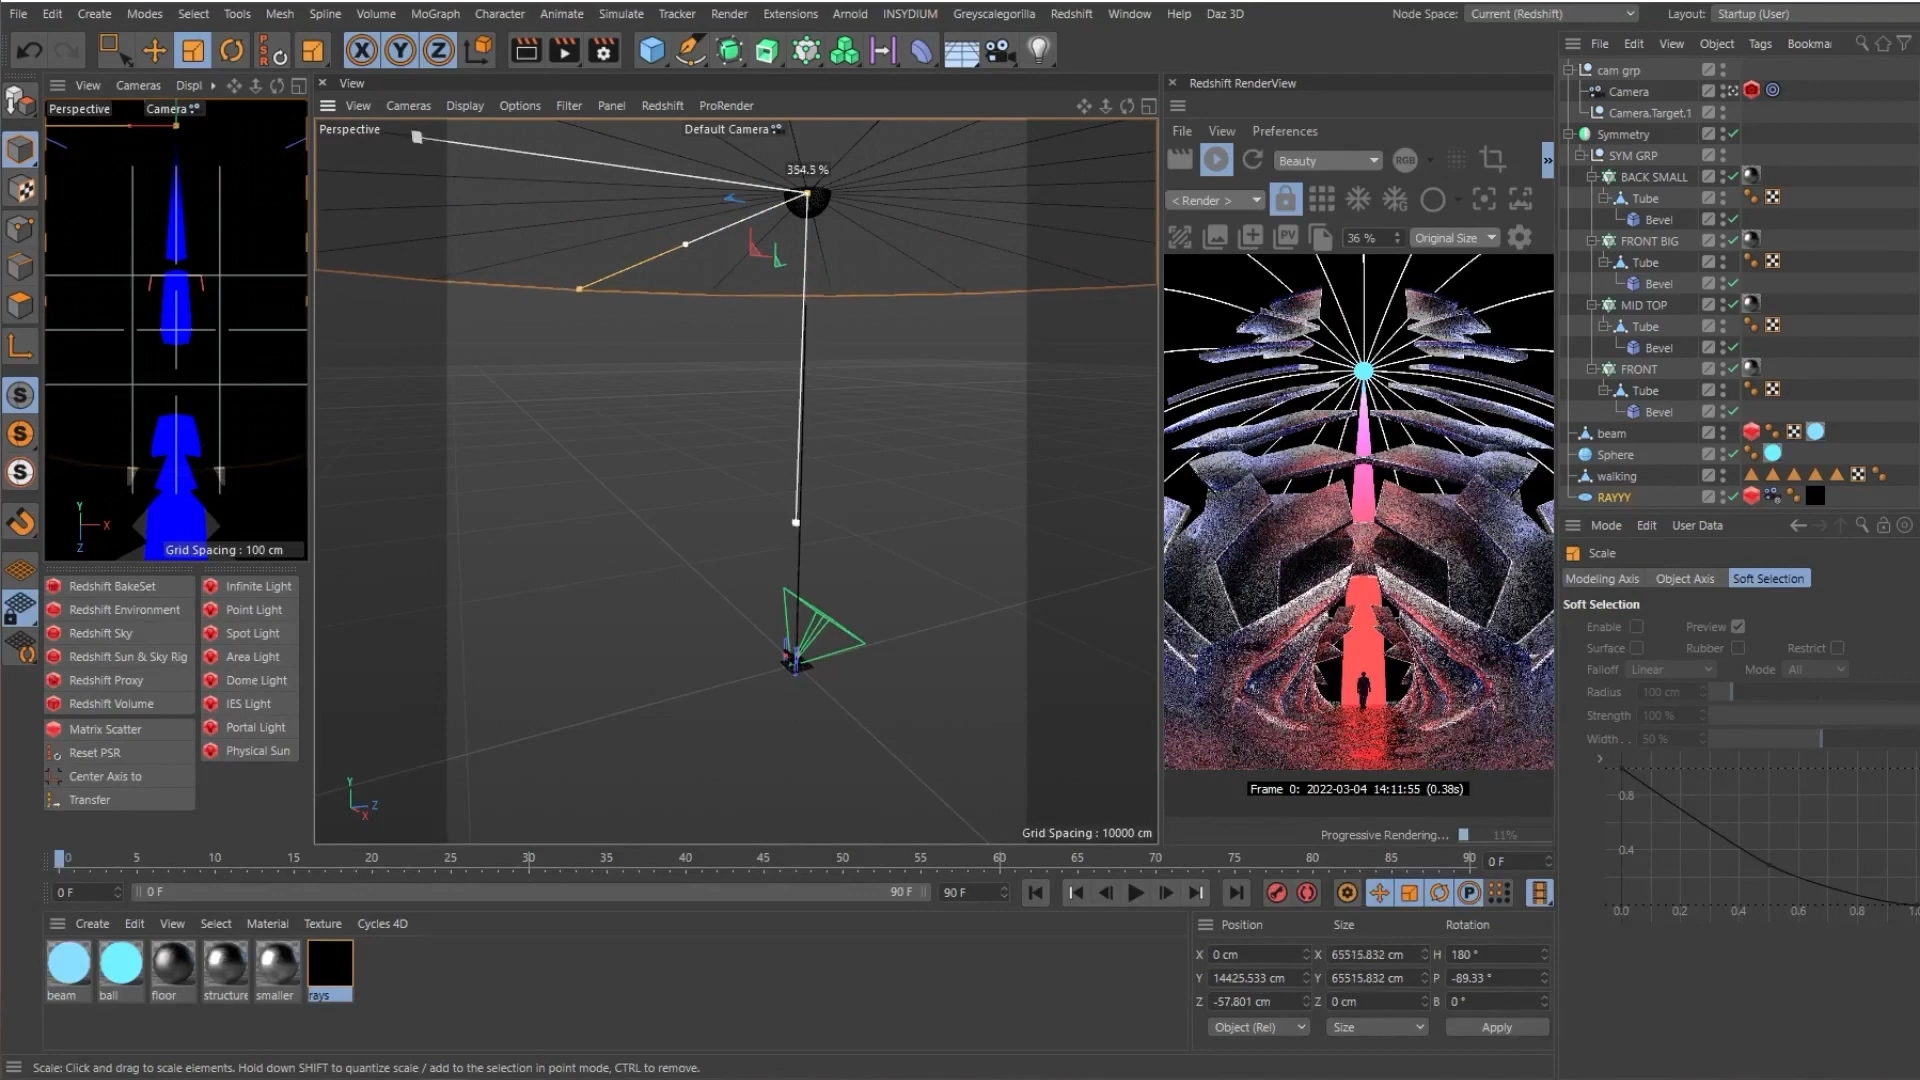 File Edit Create Modes Select Tools Mesh Spline Volume MoGraph Character Animate Simulate Tracker Render Extensions Arnold INSYDIUM Greyscalegorilla Redshift Window Help Daz 3D Node Space: Current (Redshift) Layout: Startup (User)
PSR X Y Z
File Edit View Object Tags Bookma
View Cameras Displ
View
Redshift RenderView
View Cameras Display Options Filter Panel Redshift ProRender
Perspective Camera
Perspective Default Camera
File View Preferences
354.5 %
Beauty RGB
< Render >
PV 36 % Original Size
cam grp
Camera
Camera.Target.1
Symmetry
SYM GRP
BACK SMALL
Tube
Bevel
FRONT BIG
Tube
Bevel
MID TOP
Tube
Bevel
FRONT
Tube
Bevel
beam
Sphere
walking
RAYYY
Mode Edit User Data
Scale
Modeling Axis Object Axis Soft Selection
Soft Selection
Enable Preview
Surface Rubber Restrict
Falloff Linear Mode All
Radius 100 cm
Strength 100 %
Width . . 50 %
0.8
0.4
0.0 0.2 0.4 0.6 0.8 1.0
S
S
S
Y
X
Z
Grid Spacing : 100 cm
Redshift BakeSet
Redshift Environment
Redshift Sky
Redshift Sun & Sky Rig
Redshift Proxy
Redshift Volume
Matrix Scatter
Reset PSR
Center Axis to
Transfer
Infinite Light
Point Light
Spot Light
Area Light
Dome Light
IES Light
Portal Light
Physical Sun
Y
Z
X
Grid Spacing : 10000 cm
Frame 0: 2022-03-04 14:11:55 (0.38s)
Progressive Rendering... 11%
0 5 10 15 20 25 30 35 40 45 50 55 60 65 70 75 80 85 90 0 F
0 F 0 F 90 F 90 F P
Create Edit View Select Material Texture Cycles 4D
beam ball floor structure smaller rays
Position Size Rotation
X 0 cm X 65515.832 cm H 180 °
Y 14425.533 cm Y 65515.832 cm P -89.33 °
Z -57.801 cm Z 0 cm B 0 °
Object (Rel) Size Apply
Scale: Click and drag to scale elements. Hold down SHIFT to quantize scale / add to the selection in point mode, CTRL to remove.